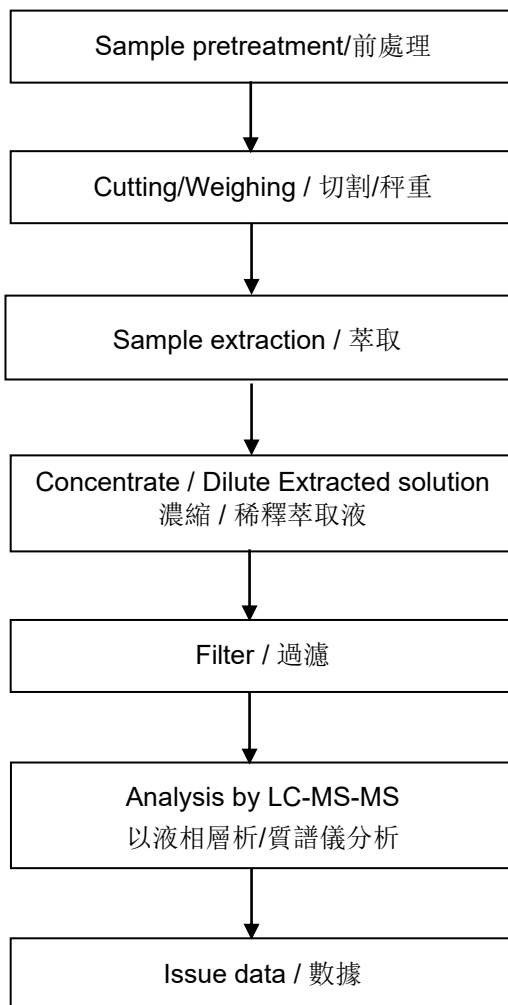 Sample pretreatment/前處理
Cutting/Weighing / 切割/秤重
Sample extraction / 萃取
Concentrate / Dilute Extracted solution
濃縮 / 稀釋萃取液
Filter / 過濾
Analysis by LC-MS-MS
以液相層析/質譜儀分析
Issue data / 數據